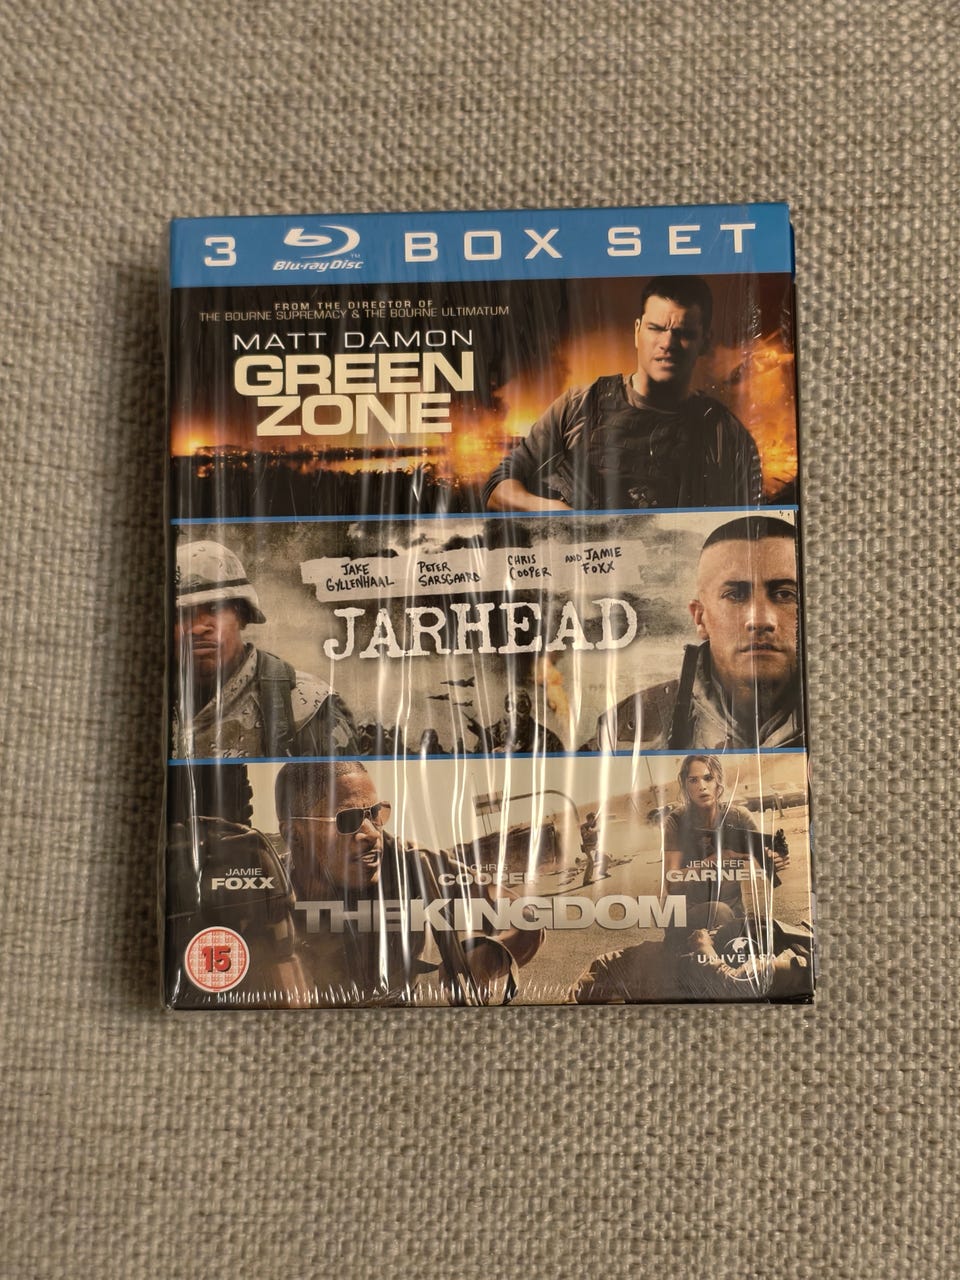 3 Blu-ray Disc™ BOX SET
FROM THE DIRECTOR OF
THE BOURNE SUPREMACY & THE BOURNE ULTIMATUM
MATT DAMON
GREEN
ZONE
JAKE GYLLENHAAL PETER SARSGAARD CHRIS COOPER AND JAMIE FOXX
JARHEAD
JAMIE
FOXX
CHRIS
COOPER
JENNIFER
GARNER
THE KINGDOM
15
UNIVERSAL